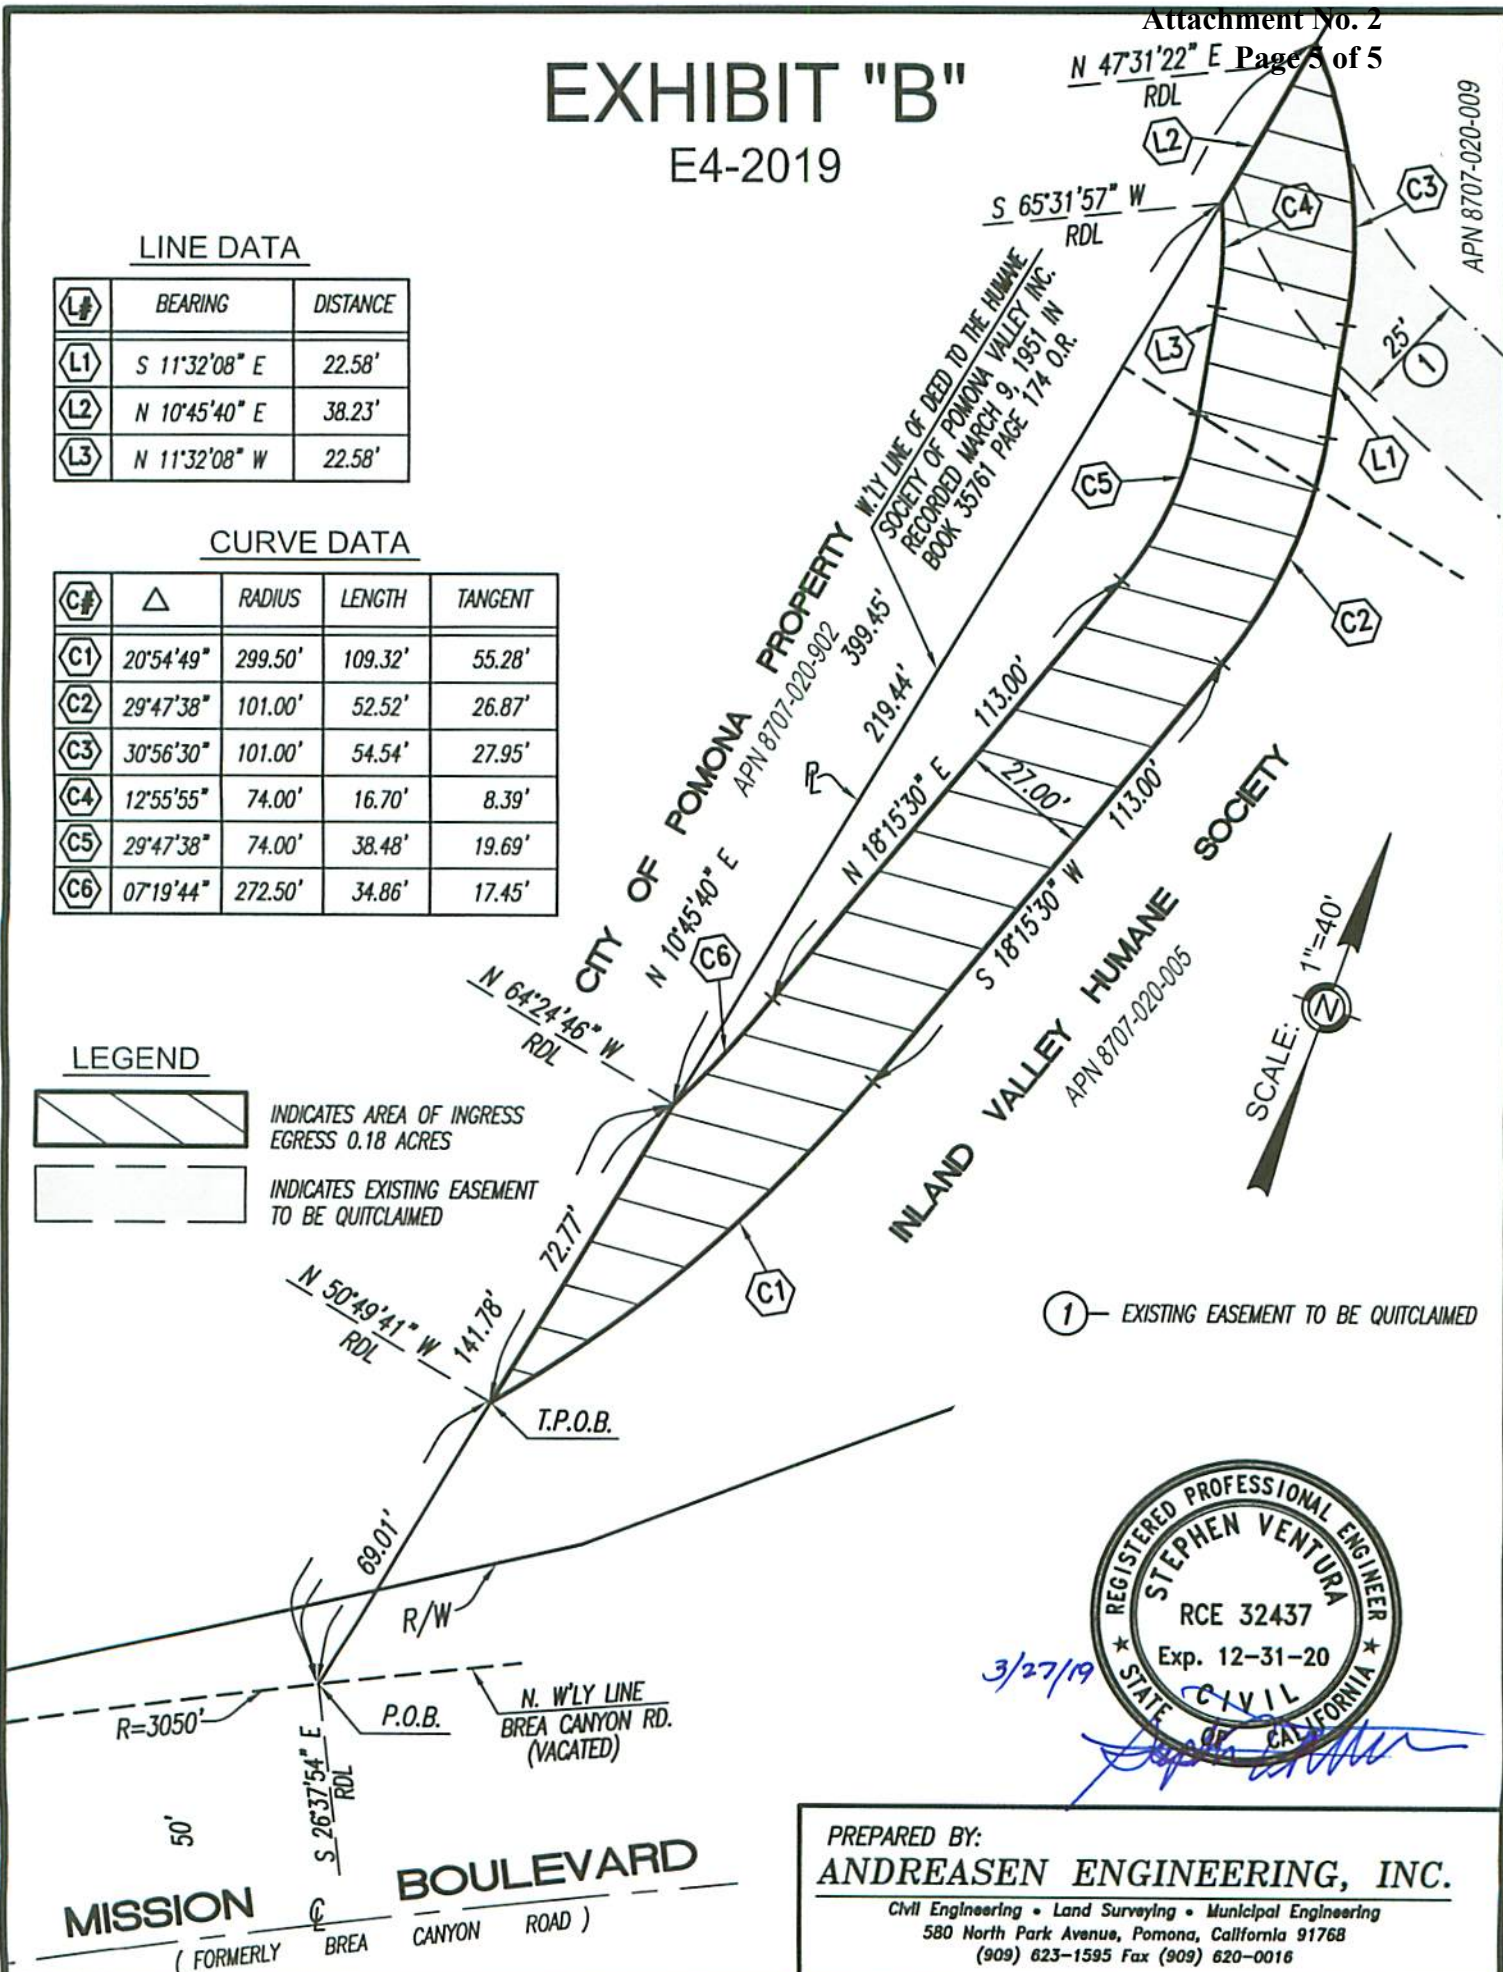 Attachment No. 2
Page 5 of 5
EXHIBIT "B"
E4-2019
N 47°31'22" E
RDL
L2
C4
C3
APN 8707-020-009
S 65°31'57" W
RDL
LINE DATA
L# BEARING DISTANCE
L1 S 11°32'08" E 22.58'
L2 N 10°45'40" E 38.23'
L3 N 11°32'08" W 22.58'
W.'LY LINE OF DEED TO THE HUMANE
SOCIETY OF POMONA VALLEY INC.
RECORDED MARCH 9, 1951 IN
BOOK 35761 PAGE 174 O.R.
L3
25'
1
L1
C5
C2
CURVE DATA
C# △ RADIUS LENGTH TANGENT
C1 20°54'49" 299.50' 109.32' 55.28'
C2 29°47'38" 101.00' 52.52' 26.87'
C3 30°56'30" 101.00' 54.54' 27.95'
C4 12°55'55" 74.00' 16.70' 8.39'
C5 29°47'38" 74.00' 38.48' 19.69'
C6 07°19'44" 272.50' 34.86' 17.45'
CITY OF POMONA PROPERTY
APN 8707-020-902
399.45'
219.44'
PL
N 10°45'40" E
113.00'
N 18°15'30" E
27.00'
113.00'
S 18°15'30" W
INLAND VALLEY HUMANE SOCIETY
APN 8707-020-005
SCALE: 1"=40'
N
C6
N 64°24'46" W
RDL
LEGEND
INDICATES AREA OF INGRESS
EGRESS 0.18 ACRES
INDICATES EXISTING EASEMENT
TO BE QUITCLAIMED
72.77'
C1
N 50°49'41" W
RDL
141.78'
1 EXISTING EASEMENT TO BE QUITCLAIMED
T.P.O.B.
69.01'
R/W
R=3050'
P.O.B.
N. W'LY LINE
BREA CANYON RD.
(VACATED)
S 26°37'54" E
RDL
50'
MISSION BOULEVARD
CL
( FORMERLY BREA CANYON ROAD )
REGISTERED PROFESSIONAL ENGINEER
STEPHEN VENTURA
RCE 32437
Exp. 12-31-20
CIVIL
STATE OF CALIFORNIA
3/27/19
PREPARED BY:
ANDREASEN ENGINEERING, INC.
Civil Engineering • Land Surveying • Municipal Engineering
580 North Park Avenue, Pomona, California 91768
(909) 623-1595 Fax (909) 620-0016